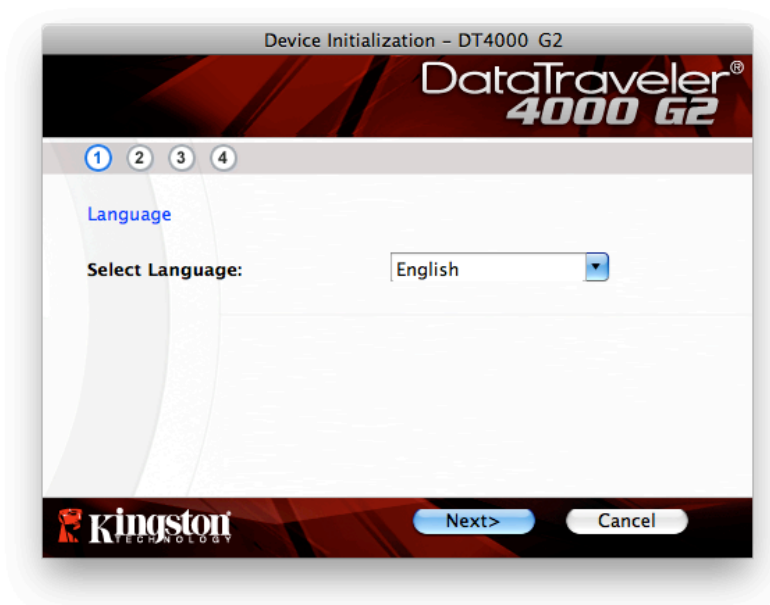 Device Initialization – DT4000 G2
DataTraveler®
4000 G2
1 2 3 4
Language
Select Language: English
Kingston Next> Cancel
TECHNOLOGY